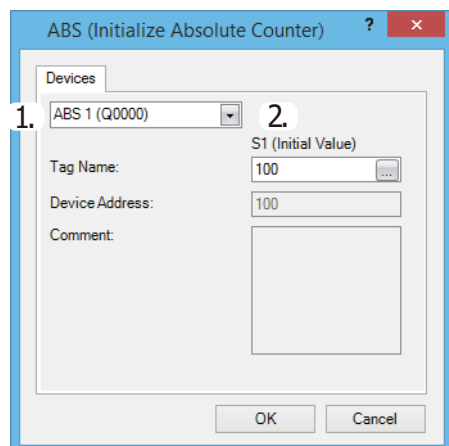 ABS (Initialize Absolute Counter) ? ×
Devices
1. ABS 1 (Q0000) 2.
S1 (Initial Value)
Tag Name: 100 ...
Device Address: 100
Comment:
OK Cancel